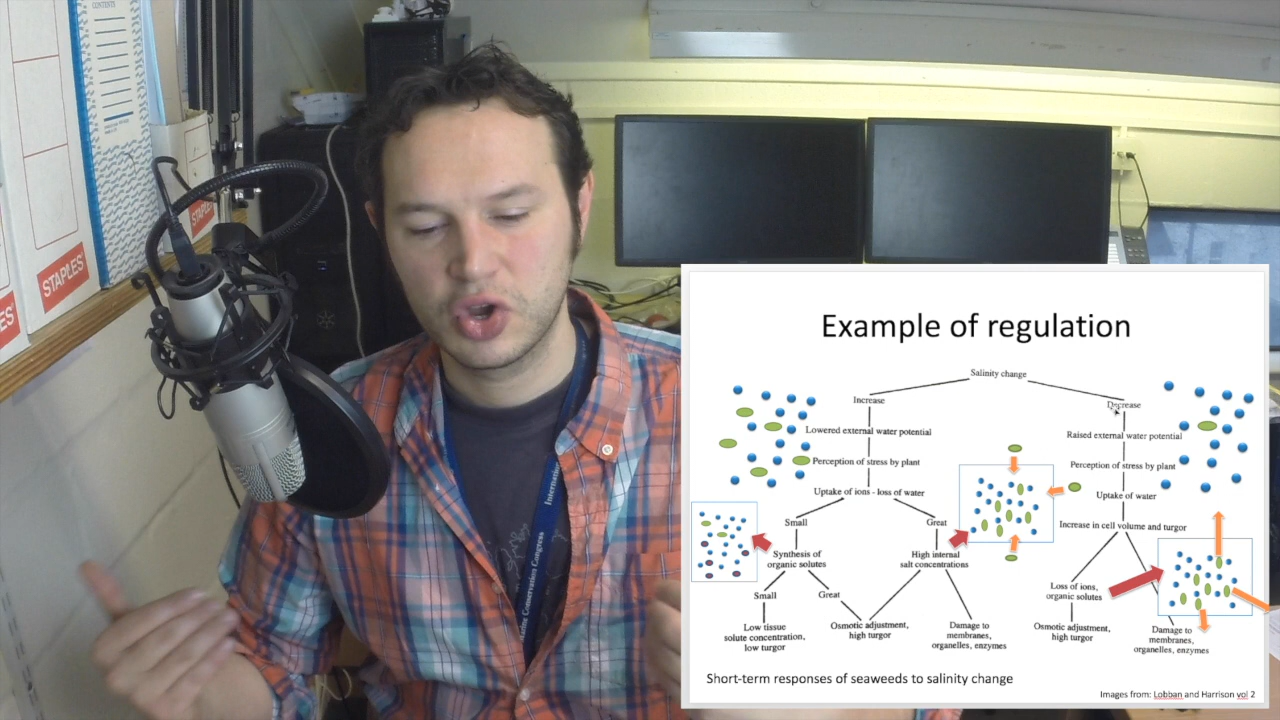 CONTENTS
STAPLES
STAPLES
ES
International
Marine Conservation Congress
Example of regulation
Salinity change
Increase
Decrease
Lowered external water potential
Raised external water potential
Perception of stress by plant
Perception of stress by plant
Uptake of ions - loss of water
Uptake of water
Small
Great
Increase in cell volume and turgor
Synthesis of
organic solutes
High internal
salt concentrations
Loss of ions,
organic solutes
Small
Great
Low tissue
solute concentration,
low turgor
Osmotic adjustment,
high turgor
Damage to
membranes,
organelles, enzymes
Osmotic adjustment,
high turgor
Damage to
membranes,
organelles, enzymes
Short-term responses of seaweeds to salinity change
Images from: Lobban and Harrison vol 2